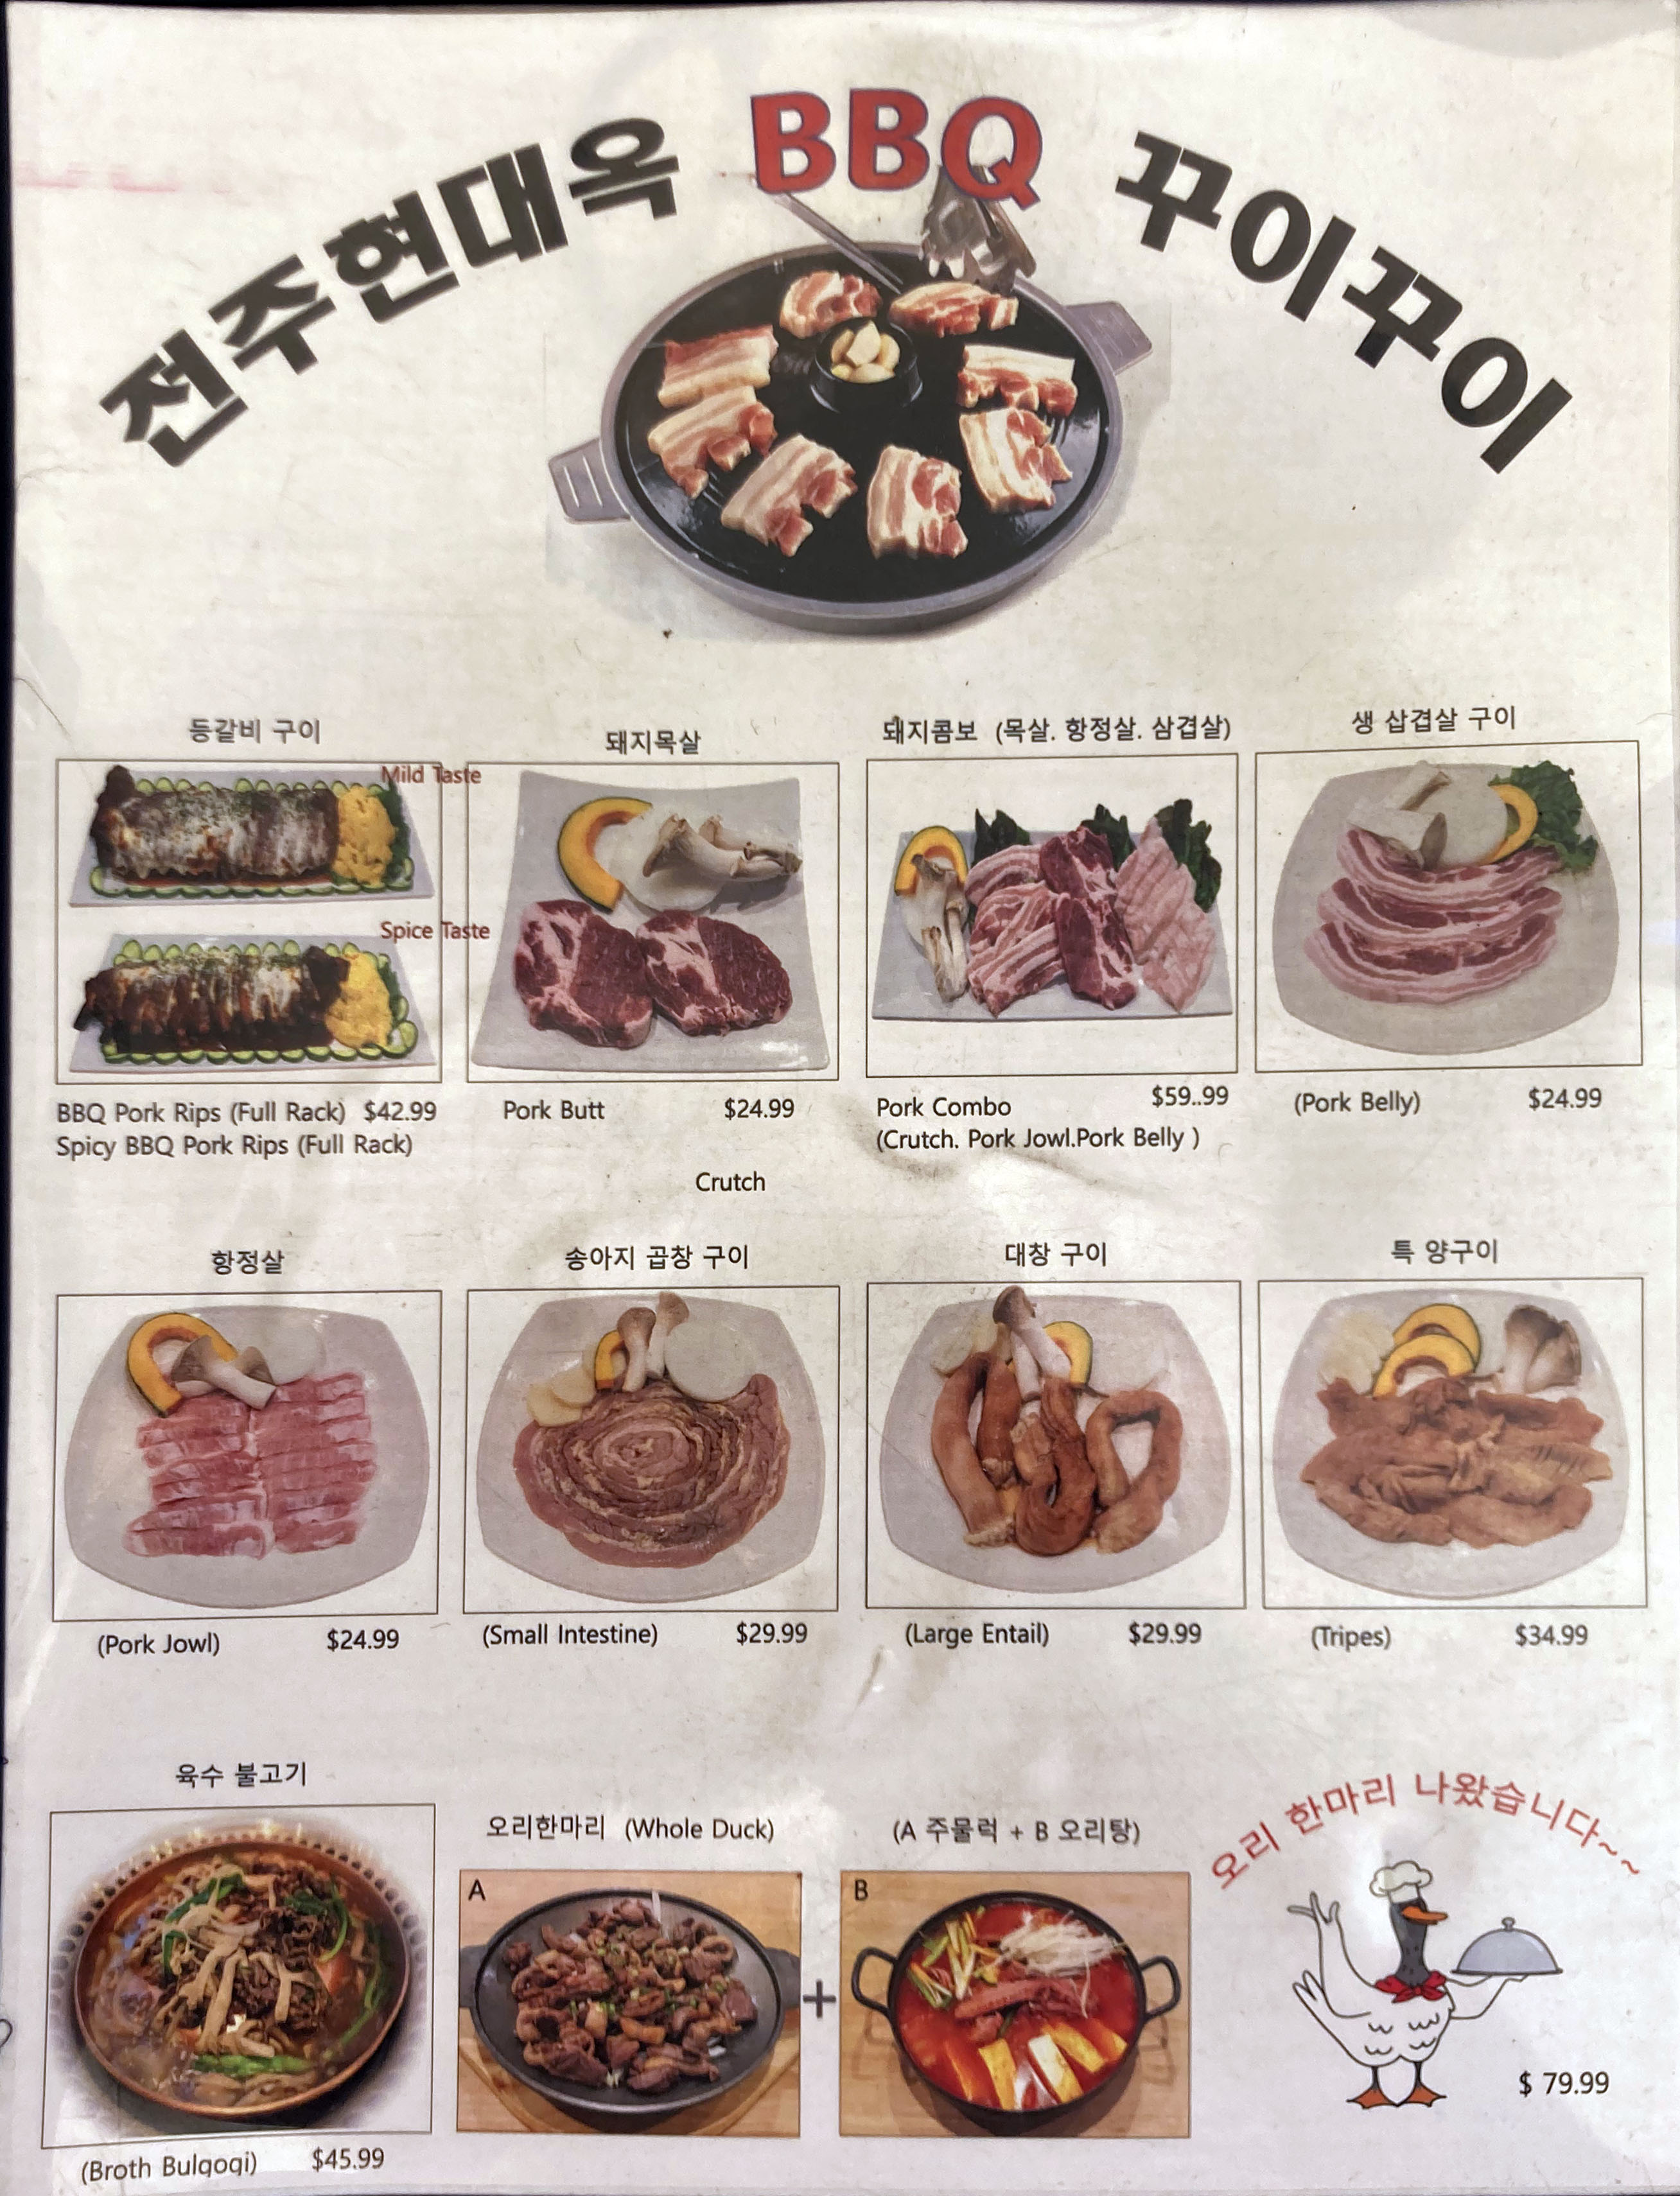 전주현대옥 BBQ 꾸이꾸이
등갈비 구이
Mild Taste
Spice Taste
BBQ Pork Rips (Full Rack) $42.99
Spicy BBQ Pork Rips (Full Rack)
돼지목살
Pork Butt $24.99
Crutch
돼지콤보 (목살. 항정살. 삼겹살)
Pork Combo $59..99
(Crutch. Pork Jowl.Pork Belly )
생 삼겹살 구이
(Pork Belly) $24.99
항정살
(Pork Jowl) $24.99
송아지 곱창 구이
(Small Intestine) $29.99
대창 구이
(Large Entail) $29.99
특 양구이
(Tripes) $34.99
육수 불고기
(Broth Bulgogi) $45.99
오리한마리 (Whole Duck) (A 주물럭 + B 오리탕)
A + B
오리 한마리 나왔습니다~~
$ 79.99